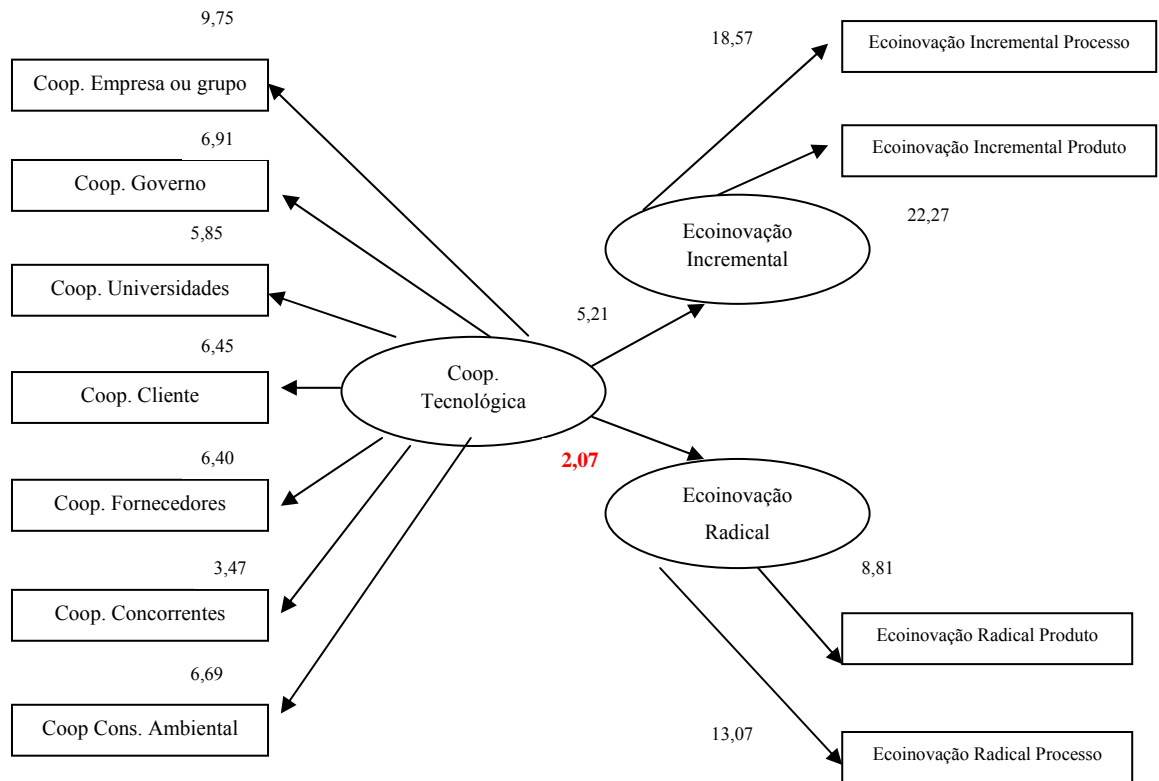 9,75
Coop. Empresa ou grupo
6,91
Coop. Governo
5,85
Coop. Universidades
6,45
Coop. Cliente
6,40
Coop. Fornecedores
3,47
Coop. Concorrentes
6,69
Coop Cons. Ambiental
Coop.
Tecnológica
5,21
2,07
18,57
Ecoinovação Incremental Processo
Ecoinovação Incremental Produto
22,27
Ecoinovação
Incremental
Ecoinovação
Radical
8,81
Ecoinovação Radical Produto
13,07
Ecoinovação Radical Processo